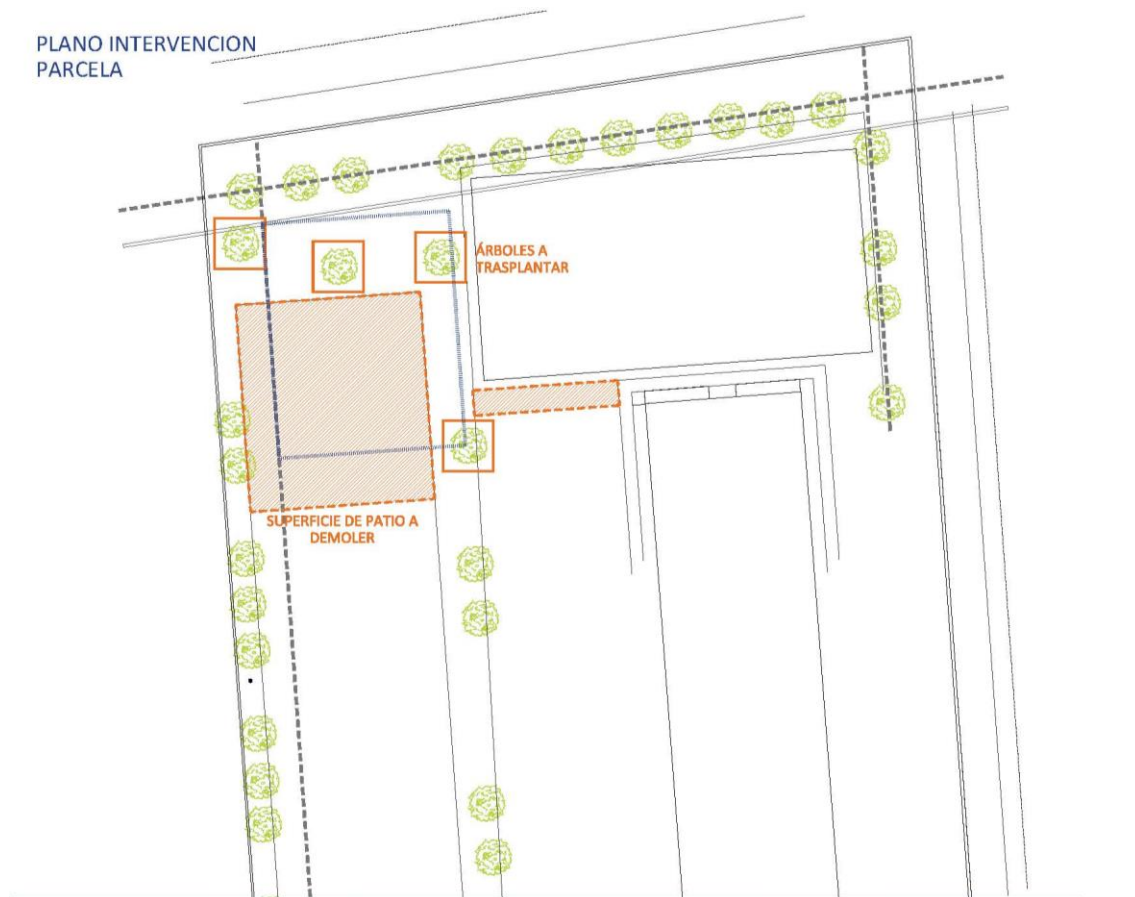 PLANO INTERVENCION
PARCELA
ÁRBOLES A
TRASPLANTAR
SUPERFICIE DE PATIO A
DEMOLER